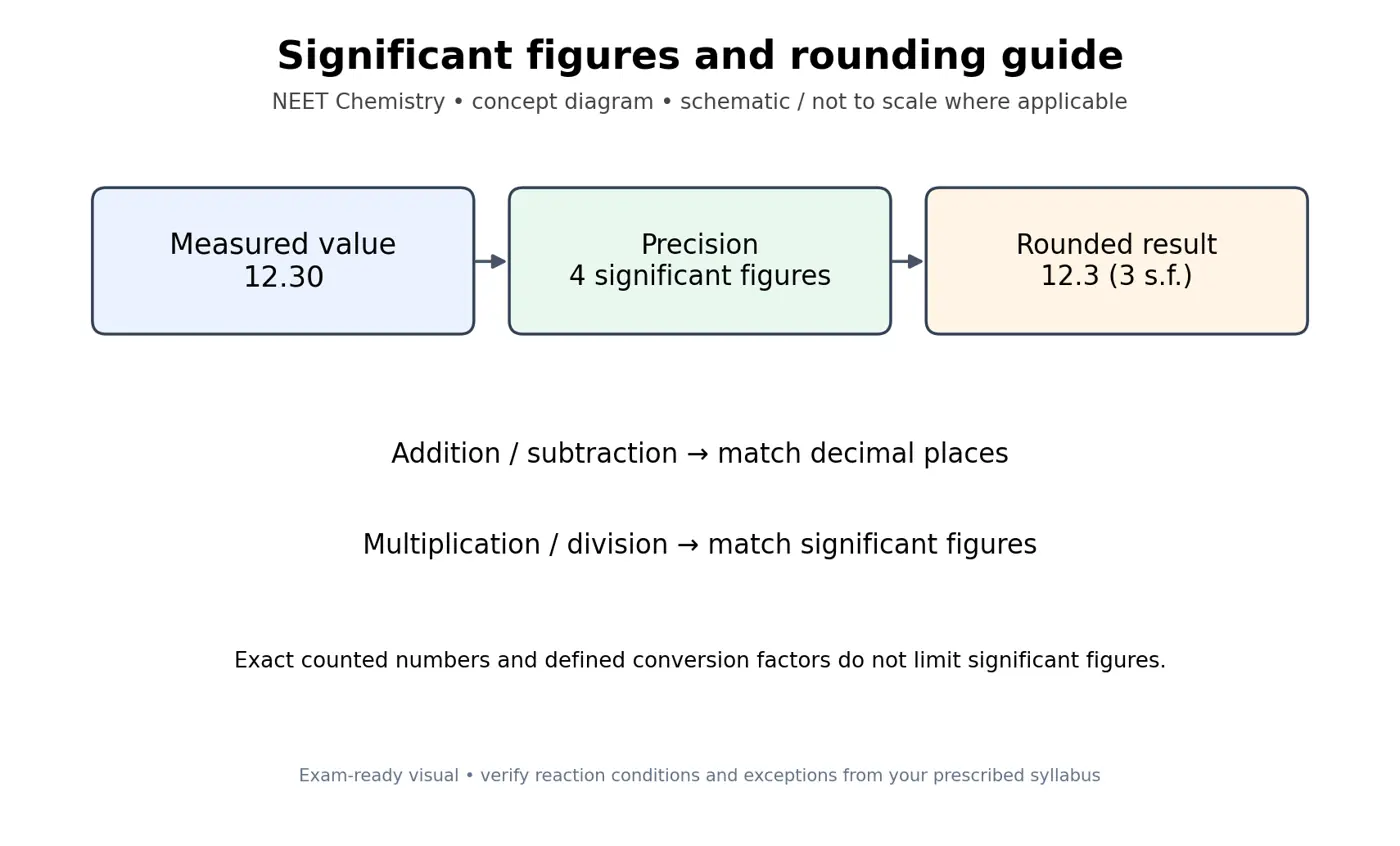 Significant figures and rounding guide
NEET Chemistry • concept diagram • schematic / not to scale where applicable
Measured value
12.30
Precision
4 significant figures
Rounded result
12.3 (3 s.f.)
Addition / subtraction → match decimal places
Multiplication / division → match significant figures
Exact counted numbers and defined conversion factors do not limit significant figures.
Exam-ready visual • verify reaction conditions and exceptions from your prescribed syllabus